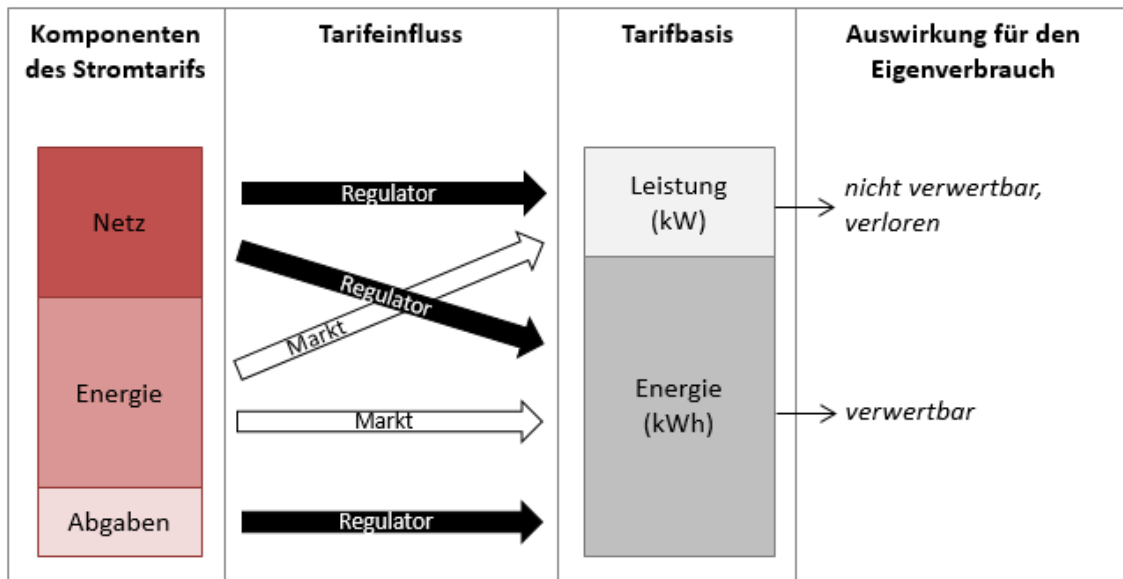 Komponenten
des Stromtarifs
Tarifeinfluss
Tarifbasis
Auswirkung für den
Eigenverbrauch
Netz
Energie
Abgaben
Regulator
Regulator
Markt
Markt
Regulator
Leistung
(kW)
Energie
(kWh)
nicht verwertbar,
verloren
verwertbar